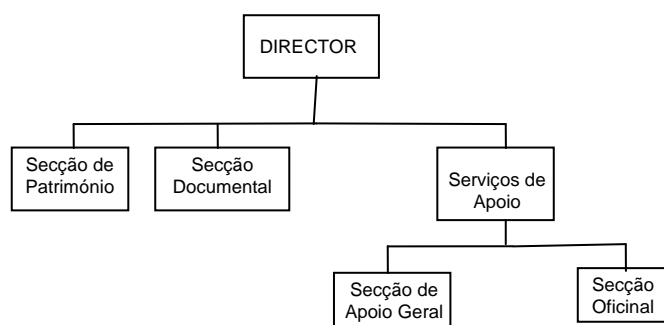 DIRECTOR
Secção de
Património
Secção
Documental
Serviços de
Apoio
Secção de
Apoio Geral
Secção
Oficinal